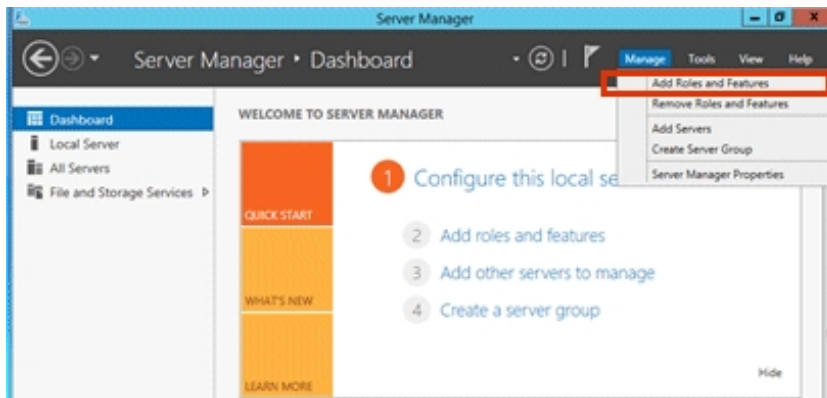 Server Manager
Server Manager • Dashboard
Manage Tools View Help
Add Roles and Features
Remove Roles and Features
Add Servers
Create Server Group
Server Manager Properties
Dashboard
Local Server
All Servers
File and Storage Services
WELCOME TO SERVER MANAGER
QUICK START
WHAT'S NEW
LEARN MORE
1 Configure this local se
2 Add roles and features
3 Add other servers to manage
4 Create a server group
Hide